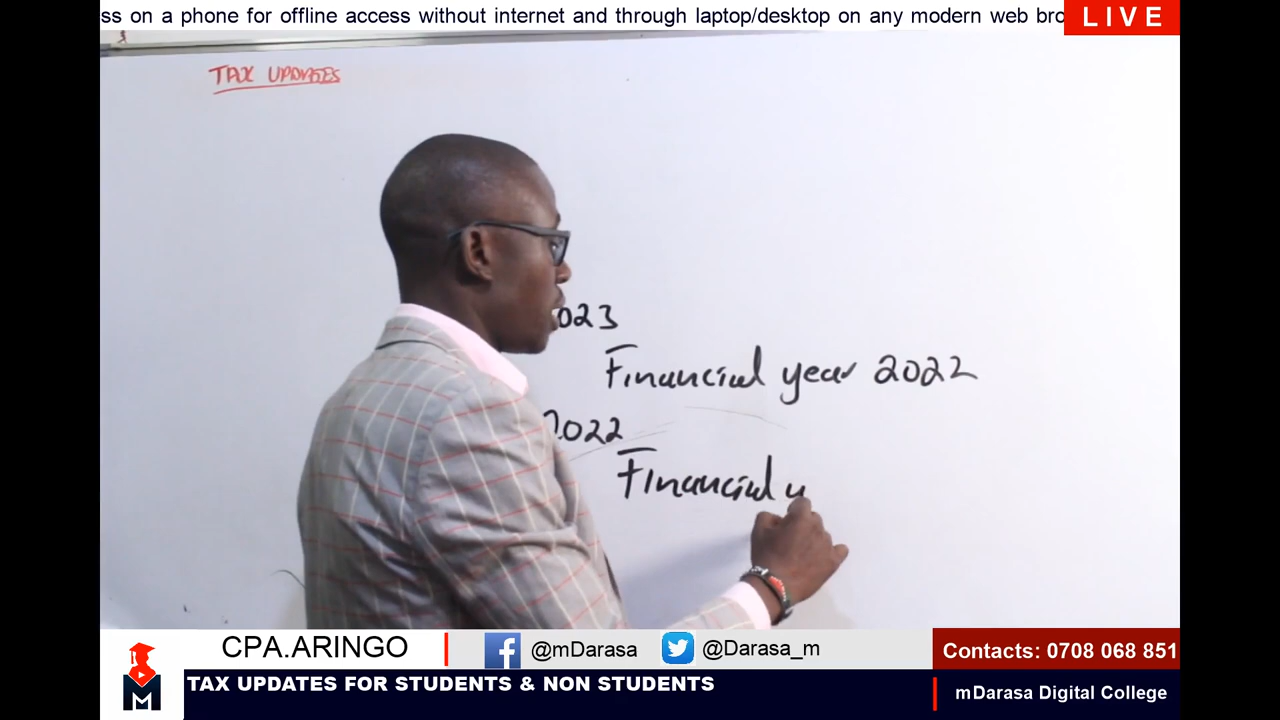 ss on a phone for offline access without internet and through laptop/desktop on any modern web bro
LIVE
TAX UPDATES
023
Financial year 2022
2022
Financial y
CPA.ARINGO
@mDarasa
@Darasa_m
Contacts: 0708 068 851
M
TAX UPDATES FOR STUDENTS & NON STUDENTS
mDarasa Digital College